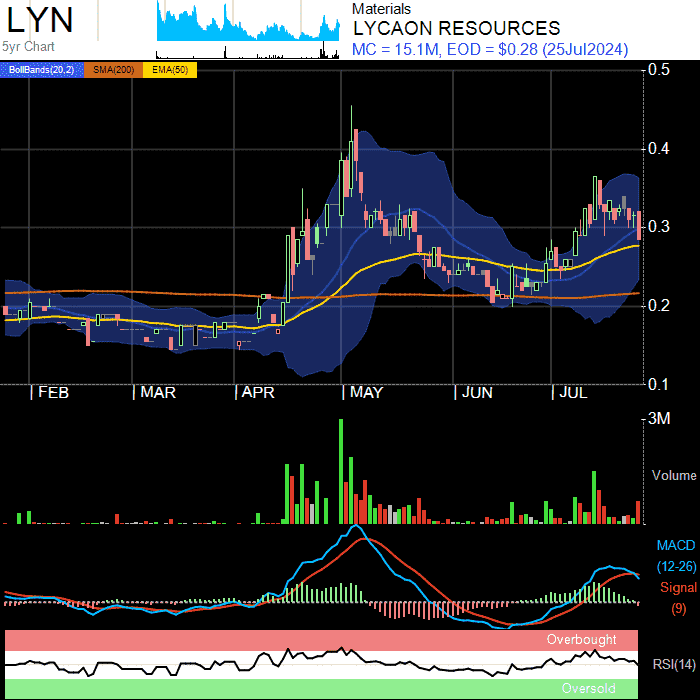 LYN
5yr Chart
Materials
LYCAON RESOURCES
MC = 15.1M, EOD = $0.28 (25Jul2024)
BollBands(20,2) SMA(200) EMA(50)
0.5
0.4
0.3
0.2
0.1
FEB MAR APR MAY JUN JUL
3M
Volume
MACD
(12-26)
Signal
(9)
Overbought
RSI(14)
Oversold